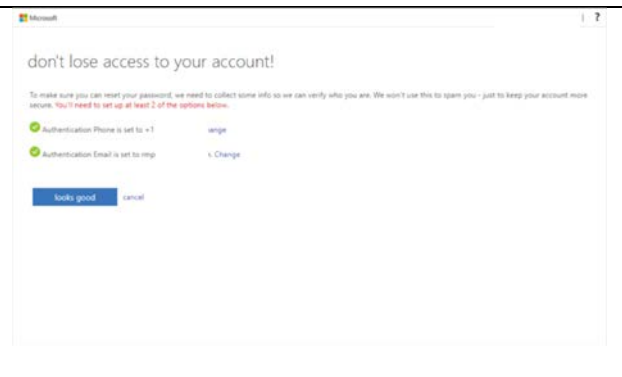 Microsoft
| ?
don't lose access to your account!
To make sure you can reset your password, we need to collect some info so we can verify who you are. We won't use this to spam you - just to keep your account more
secure. You'll need to set up at least 2 of the options below.
Authentication Phone is set to +1 ange
Authentication Email is set to rmp s. Change
looks good cancel